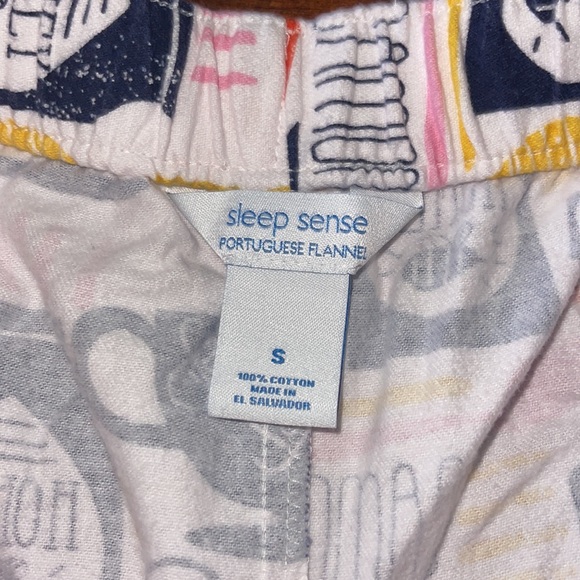 sleep sense
PORTUGUESE FLANNEL
S
100% COTTON
MADE IN
EL SALVADOR